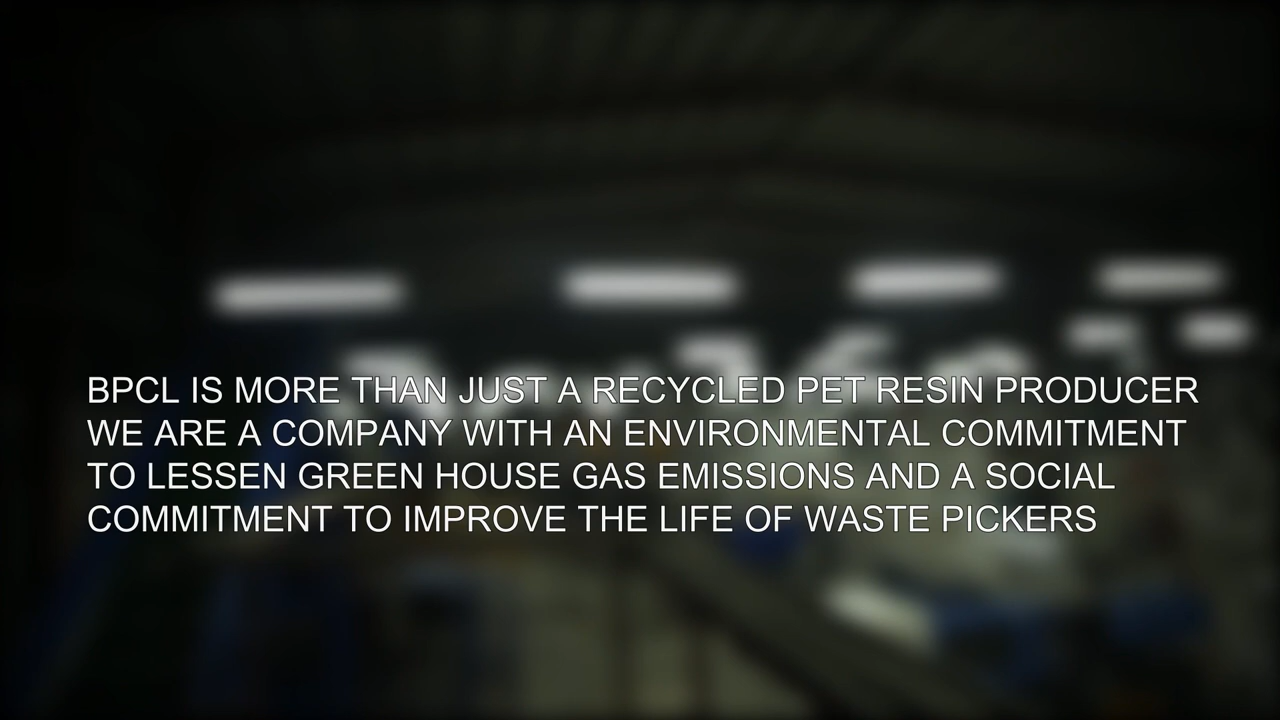 BPCL IS MORE THAN JUST A RECYCLED PET RESIN PRODUCER
WE ARE A COMPANY WITH AN ENVIRONMENTAL COMMITMENT
TO LESSEN GREEN HOUSE GAS EMISSIONS AND A SOCIAL
COMMITMENT TO IMPROVE THE LIFE OF WASTE PICKERS